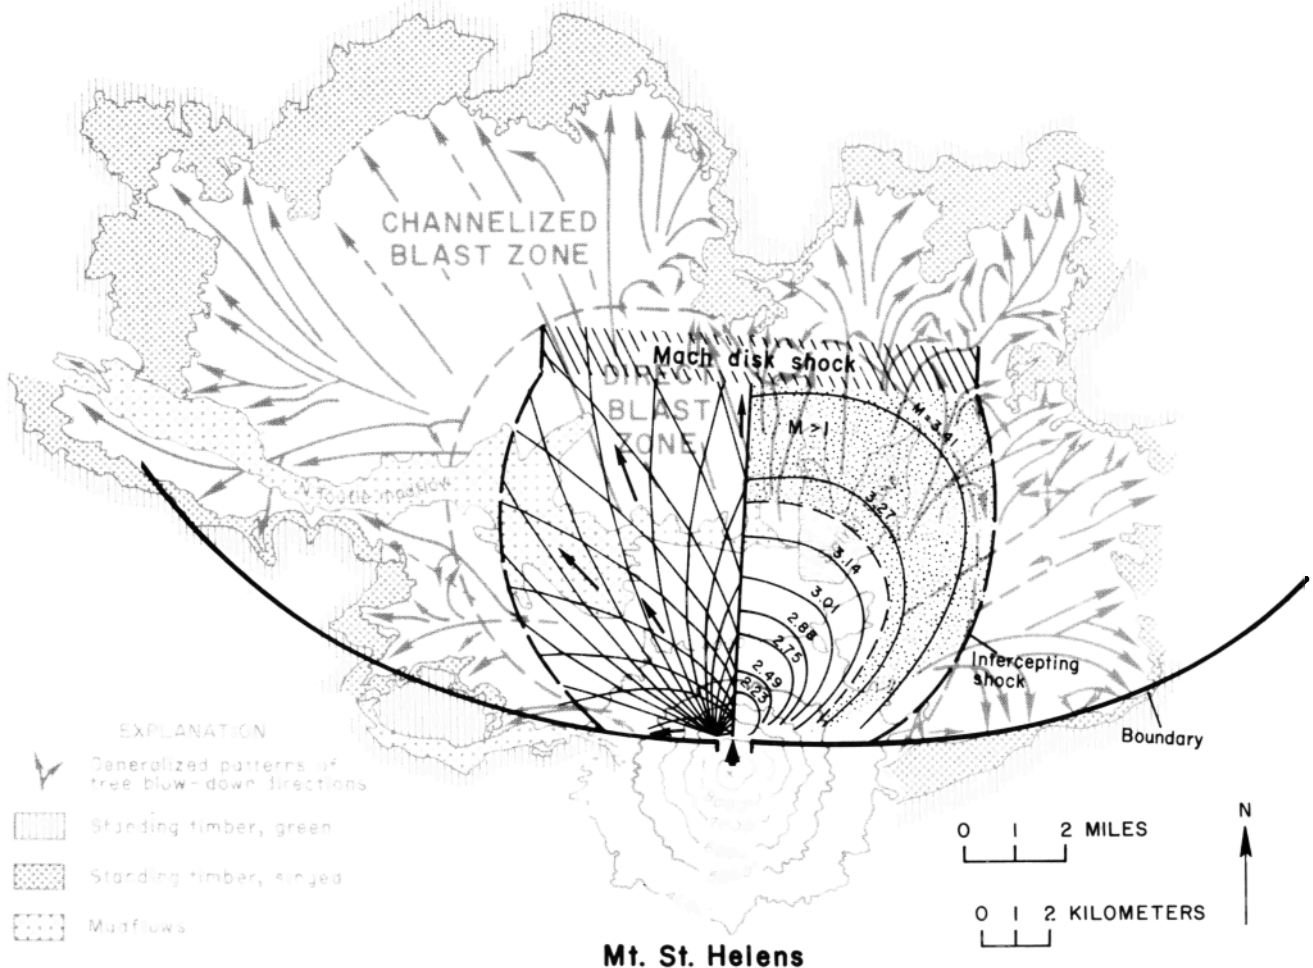 CHANNELIZED
BLAST ZONE
Mach disk shock
DIRECT
BLAST
ZONE
M > 1
M = 3.41
3.27
3.14
3.01
2.88
2.75
2.49
2.23
N. Toutle
Intercepting
shock
Boundary
EXPLANATION
Generalized patterns of
tree blow-down directions
Standing timber, green
Standing timber, singed
Mudflows
0 1 2 MILES
0 1 2 KILOMETERS
N
Mt. St. Helens